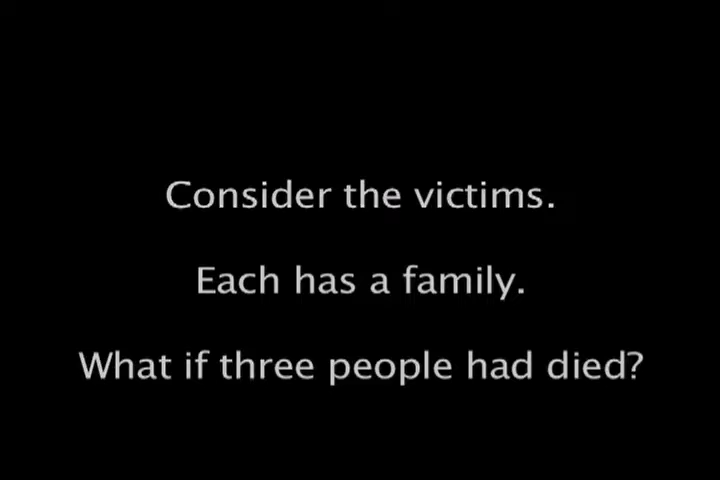 Consider the victims.
Each has a family.
What if three people had died?